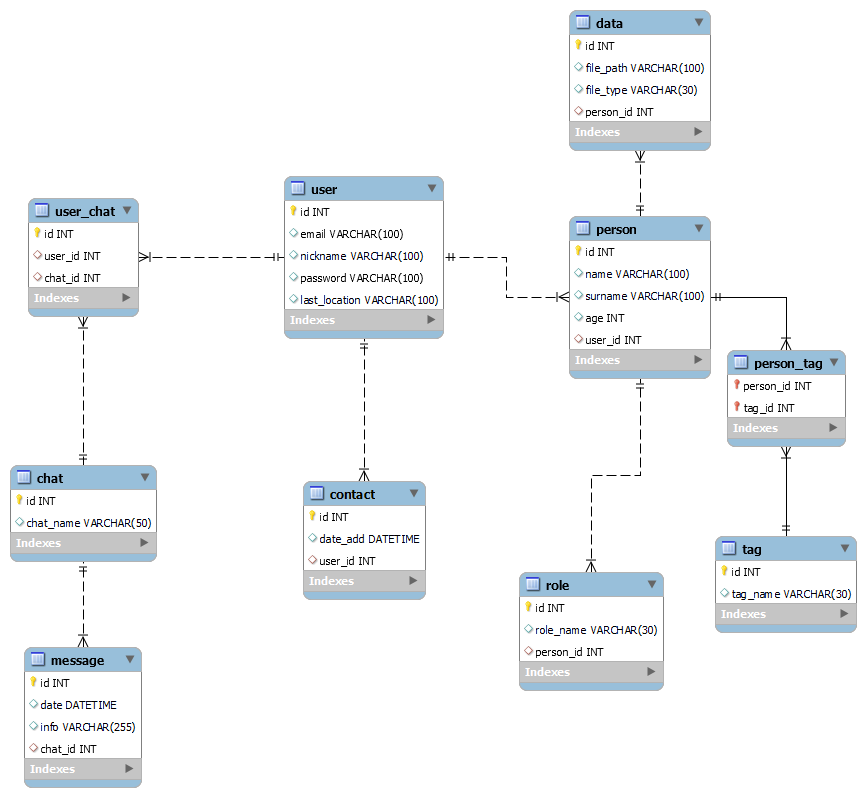 data
id INT
file_path VARCHAR(100)
file_type VARCHAR(30)
person_id INT
Indexes
user
id INT
email VARCHAR(100)
nickname VARCHAR(100)
password VARCHAR(100)
last_location VARCHAR(100)
Indexes
user_chat
id INT
user_id INT
chat_id INT
Indexes
person
id INT
name VARCHAR(100)
surname VARCHAR(100)
age INT
user_id INT
Indexes
person_tag
person_id INT
tag_id INT
Indexes
chat
id INT
chat_name VARCHAR(50)
Indexes
contact
id INT
date_add DATETIME
user_id INT
Indexes
tag
id INT
tag_name VARCHAR(30)
Indexes
role
id INT
role_name VARCHAR(30)
person_id INT
Indexes
message
id INT
date DATETIME
info VARCHAR(255)
chat_id INT
Indexes